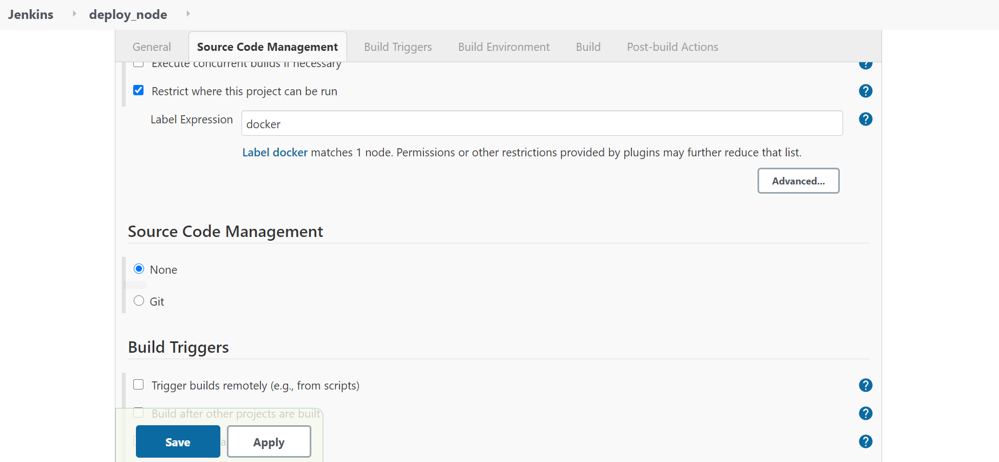 Jenkins deploy_node
General Source Code Management Build Triggers Build Environment Build Post-build Actions
Execute concurrent builds if necessary ?
Restrict where this project can be run ?
Label Expression docker ?
Label docker matches 1 node. Permissions or other restrictions provided by plugins may further reduce that list.
Advanced...
Source Code Management
None
Git
Build Triggers
Trigger builds remotely (e.g., from scripts) ?
Build after other projects are built ?
Save Apply ?